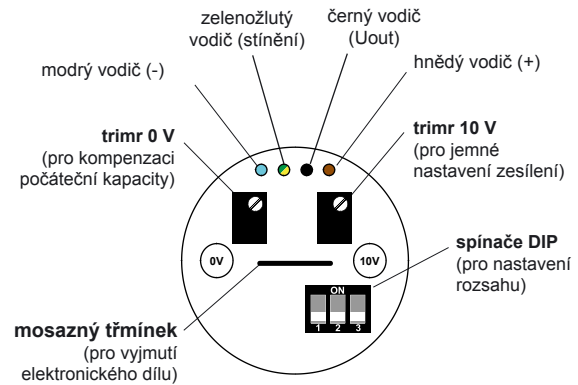 zelenožlutý
vodič (stínění)
černý vodič
(Uout)
modrý vodič (-)
hnědý vodič (+)
trimr 0 V
(pro kompenzaci
počáteční kapacity)
trimr 10 V
(pro jemné
nastavení zesílení)
0V
10V
spínače DIP
(pro nastavení
rozsahu)
ON
1 2 3
mosazný třmínek
(pro vyjmutí
elektronického dílu)